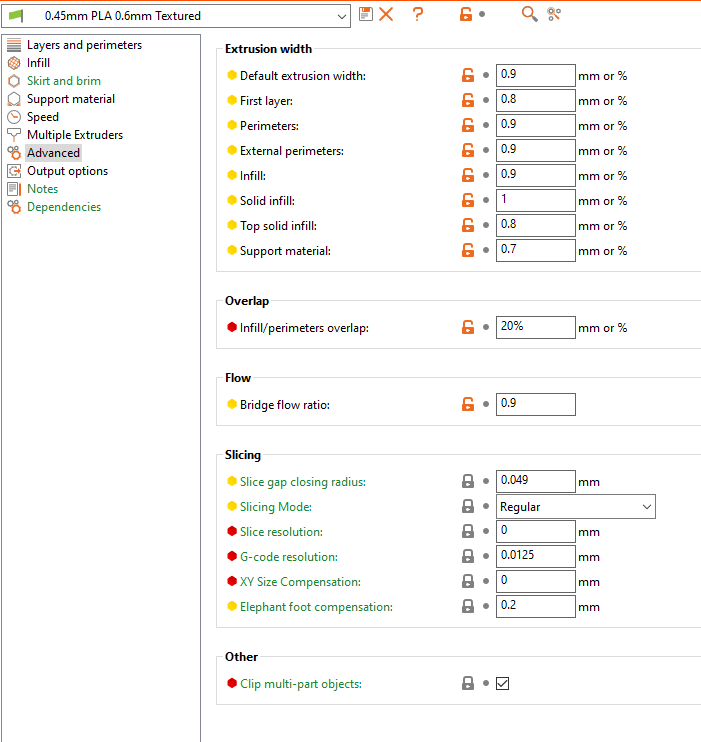 0.45mm PLA 0.6mm Textured
Layers and perimeters
Infill
Skirt and brim
Support material
Speed
Multiple Extruders
Advanced
Output options
Notes
Dependencies
Extrusion width
Default extrusion width: 0.9 mm or %
First layer: 0.8 mm or %
Perimeters: 0.9 mm or %
External perimeters: 0.9 mm or %
Infill: 0.9 mm or %
Solid infill: 1 mm or %
Top solid infill: 0.8 mm or %
Support material: 0.7 mm or %
Overlap
Infill/perimeters overlap: 20% mm or %
Flow
Bridge flow ratio: 0.9
Slicing
Slice gap closing radius: 0.049 mm
Slicing Mode: Regular
Slice resolution: 0 mm
G-code resolution: 0.0125 mm
XY Size Compensation: 0 mm
Elephant foot compensation: 0.2 mm
Other
Clip multi-part objects: